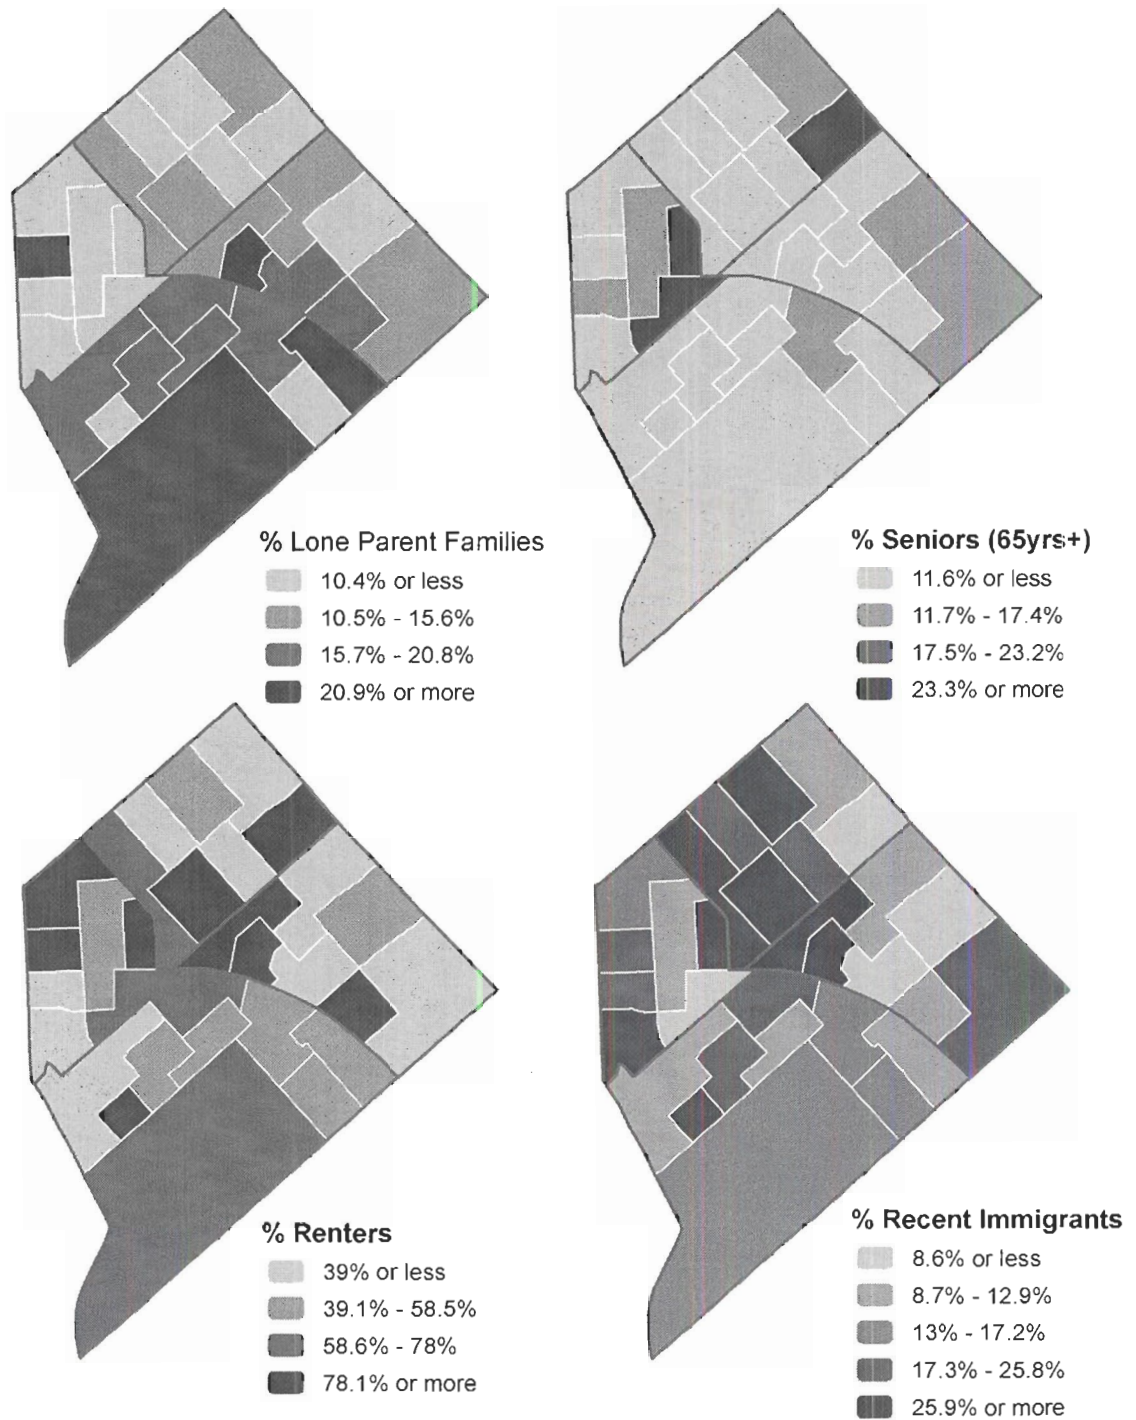 % Lone Parent Families
10.4% or less
10.5% - 15.6%
15.7% - 20.8%
20.9% or more
% Seniors (65yrs+)
11.6% or less
11.7% - 17.4%
17.5% - 23.2%
23.3% or more
% Renters
39% or less
39.1% - 58.5%
58.6% - 78%
78.1% or more
% Recent Immigrants
8.6% or less
8.7% - 12.9%
13% - 17.2%
17.3% - 25.8%
25.9% or more